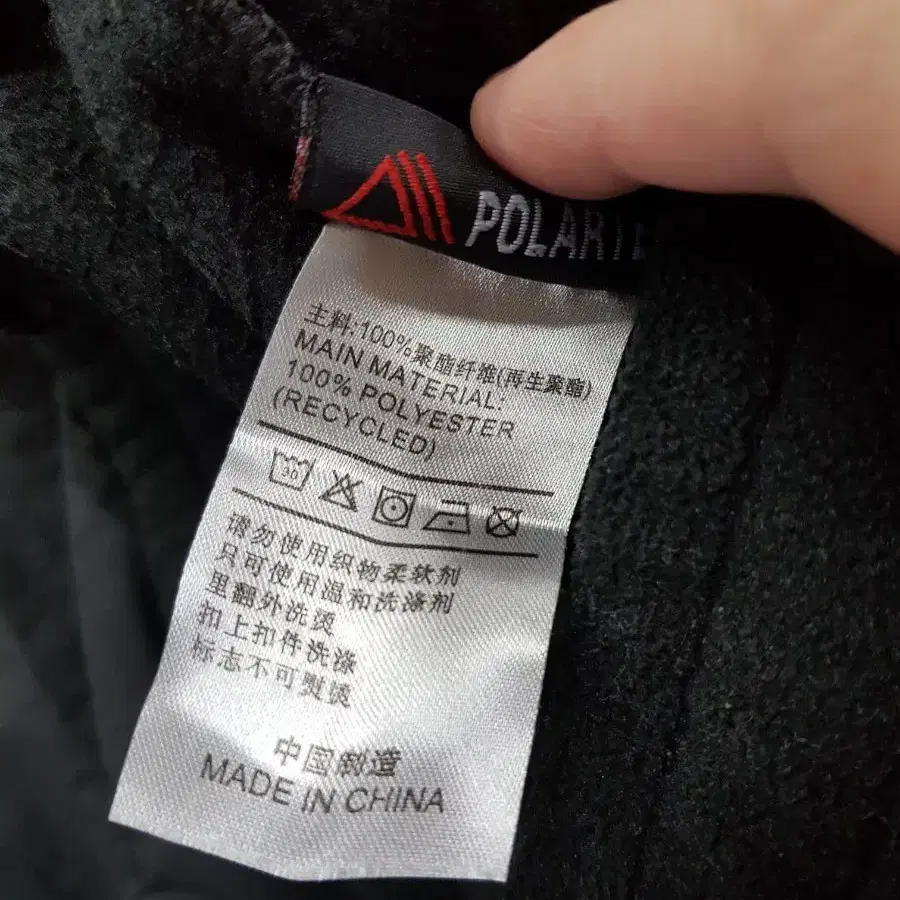 POLARTE
主料:100%聚酯纤维(再生聚酯)
MAIN MATERIAL:
100% POLYESTER
(RECYCLED)
30
请勿使用织物柔软剂
只可使用温和洗涤剂
里翻外洗烫
扣上扣件洗涤
标志不可熨烫
中国制造
MADE IN CHINA